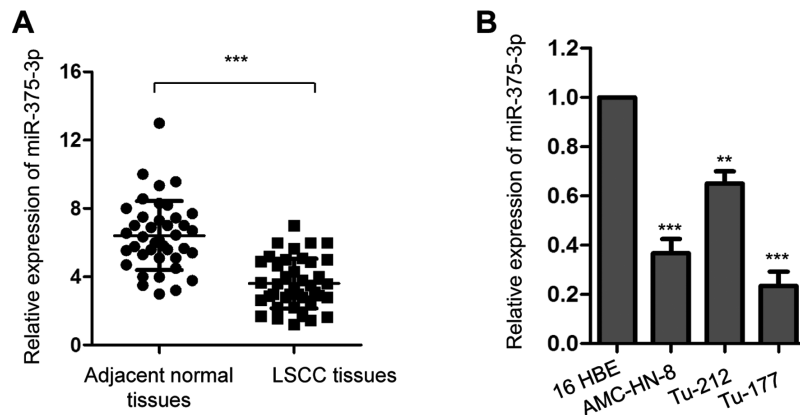 A
Relative expression of miR-375-3p
16
12
8
4
0
***
Adjacent normal
tissues
LSCC tissues
B
Relative expression of miR-375-3p
1.2
1.0
0.8
0.6
0.4
0.2
0.0
***
**
***
16 HBE
AMC-HN-8
Tu-212
Tu-177